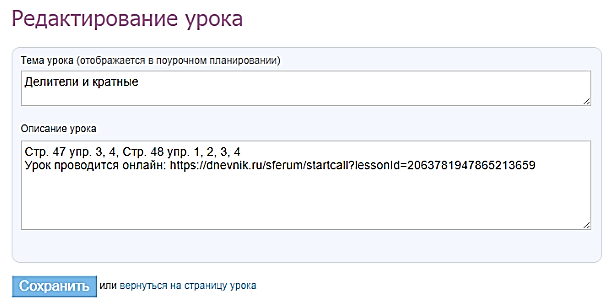 Редактирование урока
Тема урока (отображается в поурочном планировании)
Делители и кратные
Описание урока
Стр. 47 упр. 3, 4, Стр. 48 упр. 1, 2, 3, 4
Урок проводится онлайн: https://dnevnik.ru/sferum/startcall?lessonId=2063781947865213659
Сохранить или вернуться на страницу урока